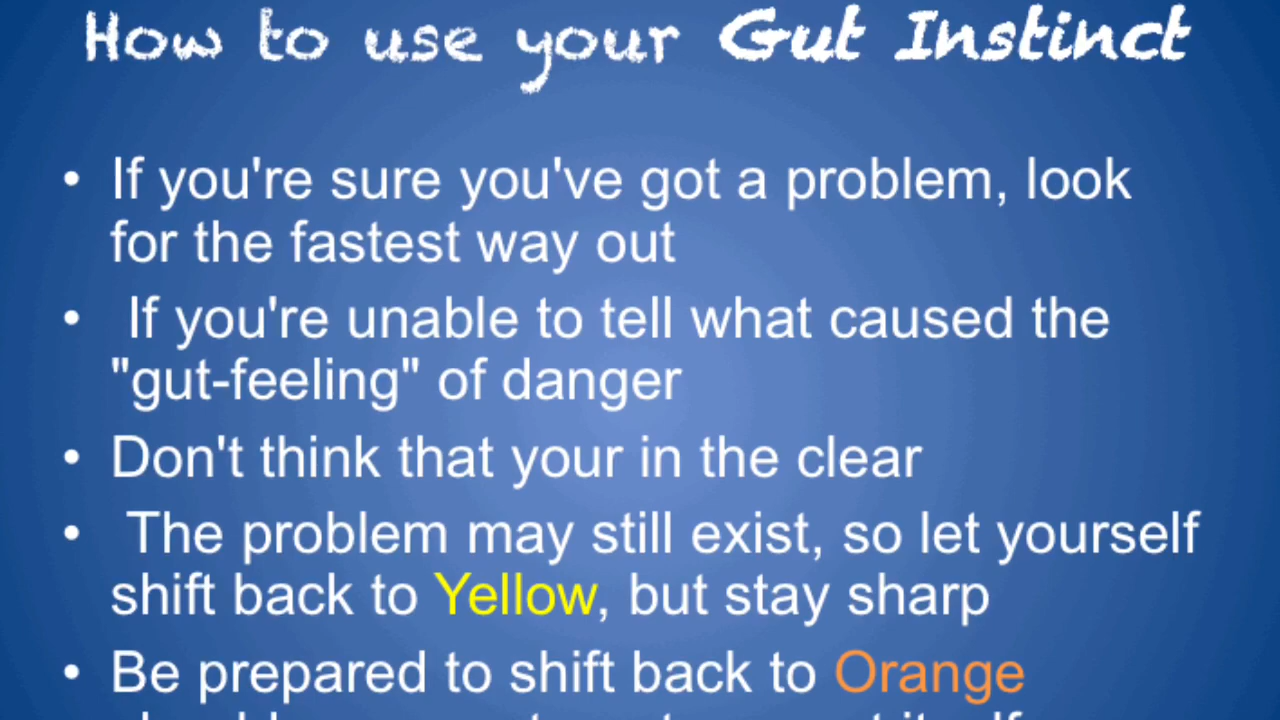 How to use your Gut Instinct
• If you're sure you've got a problem, look
for the fastest way out
• If you're unable to tell what caused the
"gut-feeling" of danger
• Don't think that your in the clear
• The problem may still exist, so let yourself
shift back to Yellow, but stay sharp
• Be prepared to shift back to Orange